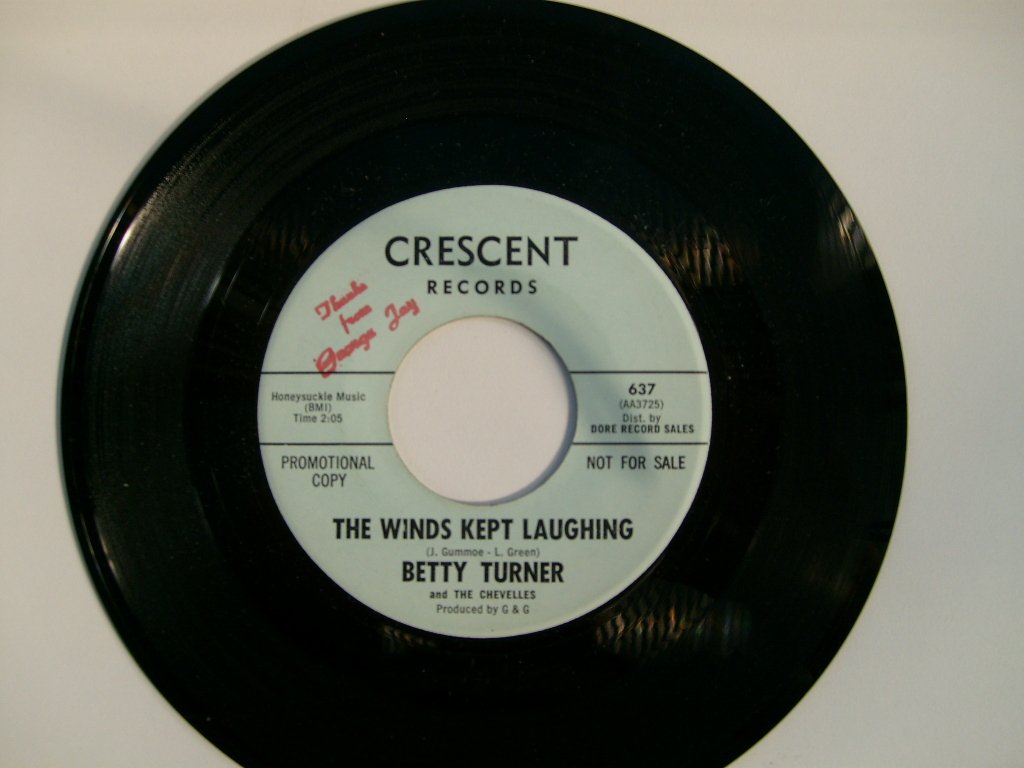 CRESCENT
RECORDS
Thanks
from
George Jay
Honeysuckle Music
(BMI)
Time 2:05
637
(AA3725)
Dist. by
DORE RECORD SALES
PROMOTIONAL
COPY
NOT FOR SALE
THE WINDS KEPT LAUGHING
(J. Gummoe - L. Green)
BETTY TURNER
and THE CHEVELLES
Produced by G & G